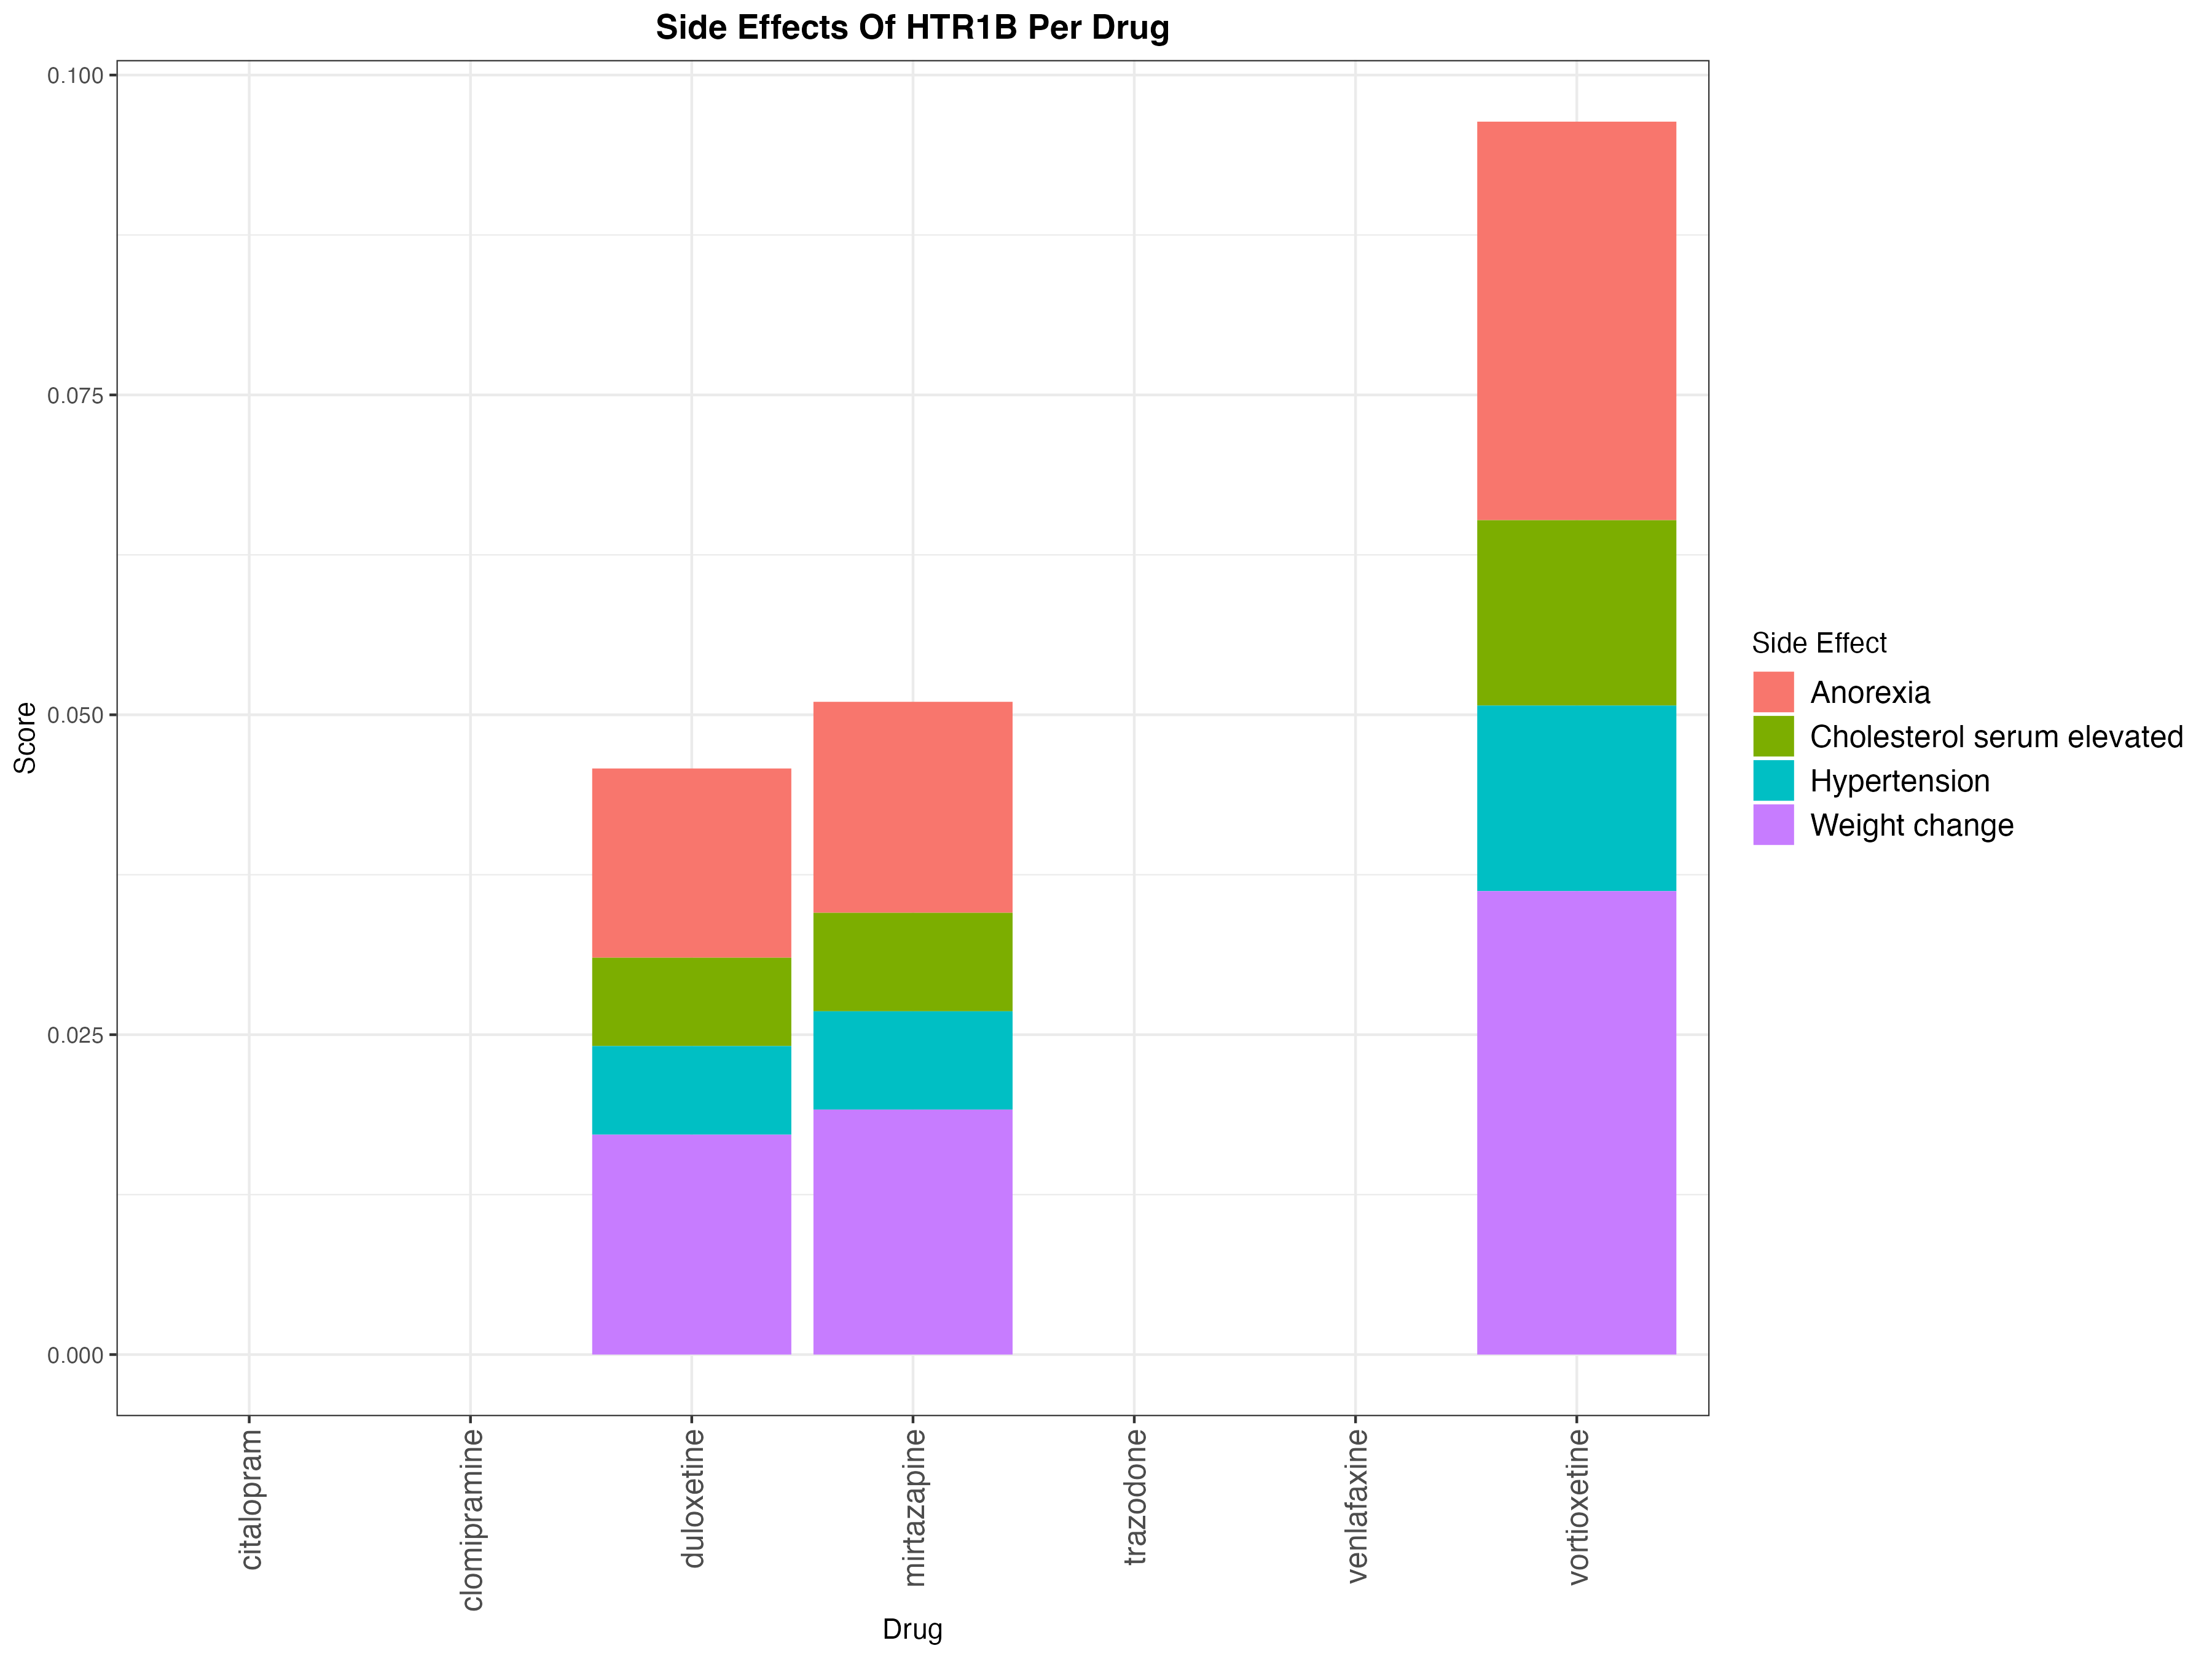 Side Effects Of HTR1B Per Drug
0.100
0.075
0.050
0.025
0.000
Score
citalopram
clomipramine
duloxetine
mirtazapine
trazodone
venlafaxine
vortioxetine
Drug
Side Effect
Anorexia
Cholesterol serum elevated
Hypertension
Weight change